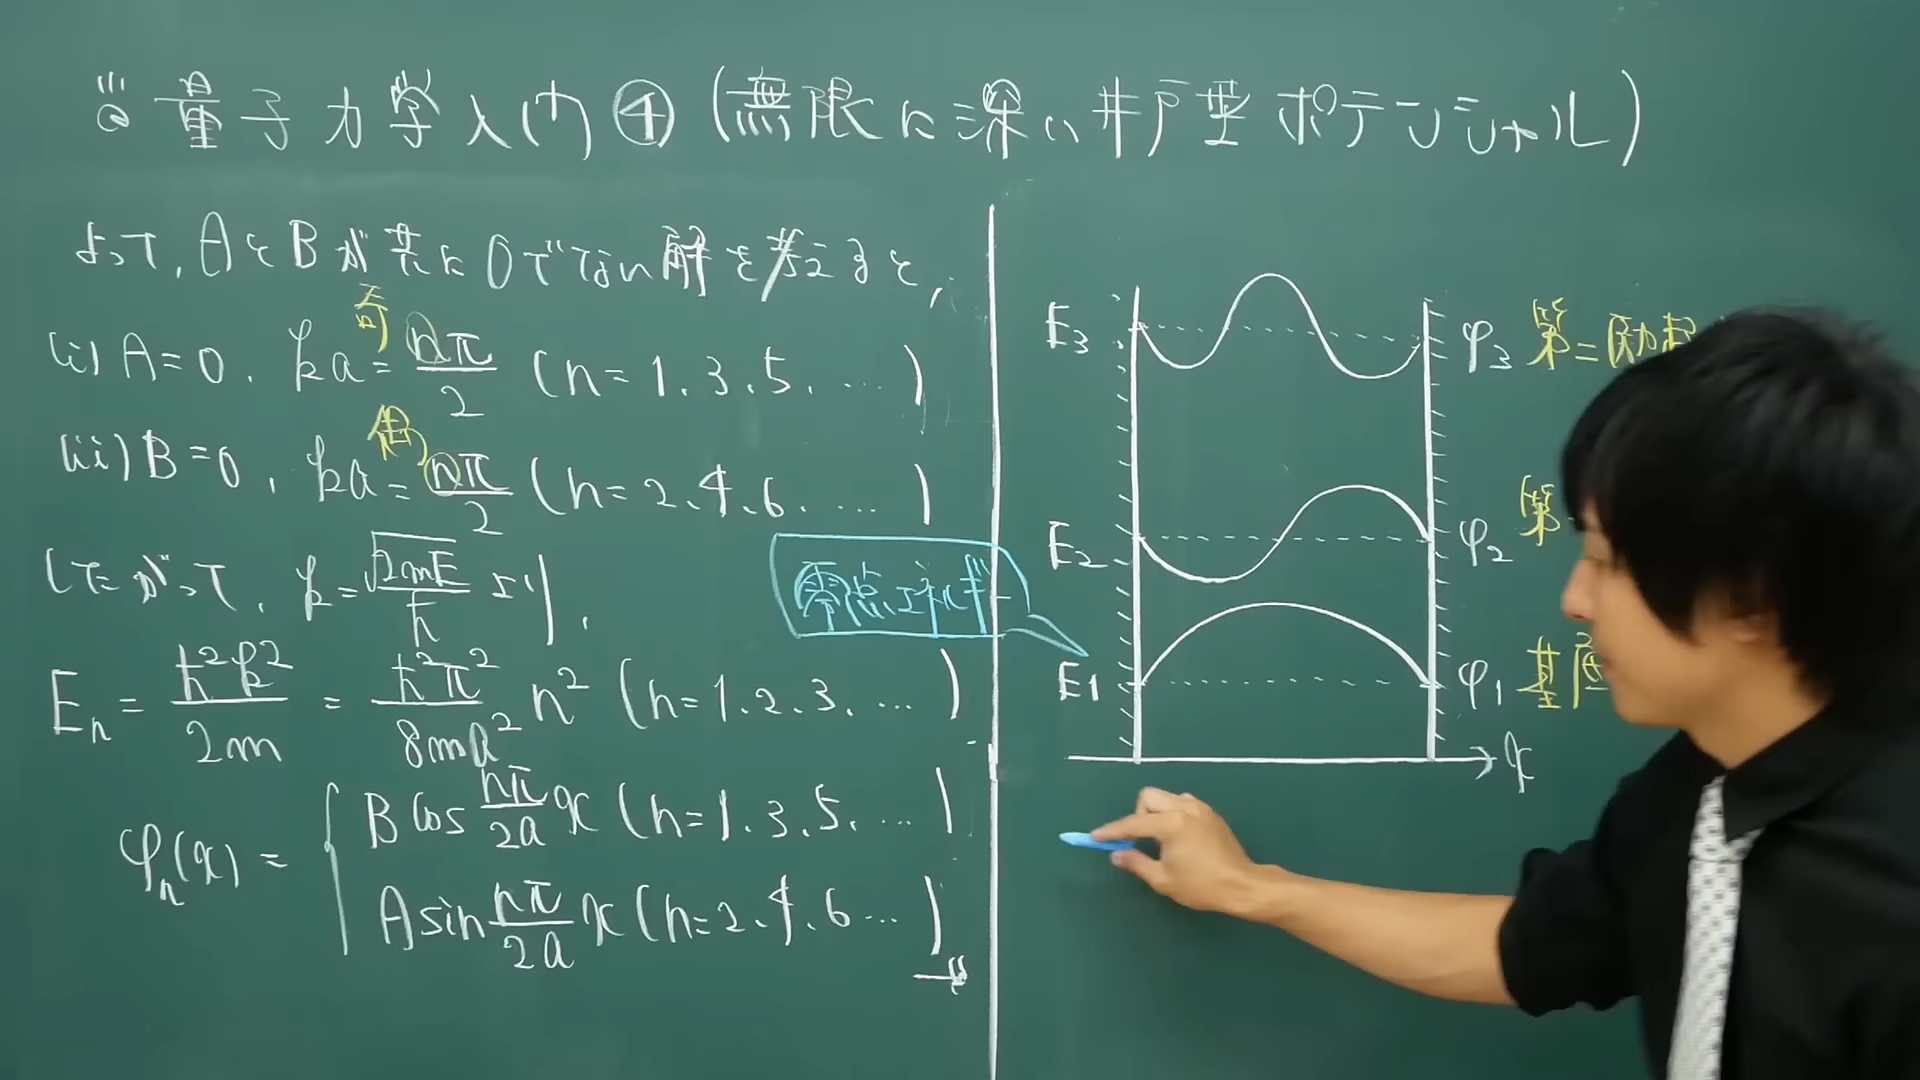 ◎量子力学入門④(無限に深い井戸型ポテンシャル)
よって、AとBが共に0でない解を考えると、
奇
(i) A=0, ka=nπ/2 (n=1,3,5,…)
偶
(ii) B=0, ka=nπ/2 (n=2,4,6,…)
したがって、k=√2mE/ħ より、
零点エネルギー
Eₙ=ħ²k²/2m=ħ²π²/8ma² n² (n=1,2,3,…)
φₙ(x)={ B cos nπ/2a x (n=1,3,5,…)
A sin nπ/2a x (n=2,4,6…)
E₃ φ₃ 第二励起
E₂ φ₂ 第
E₁ φ₁ 基底
x